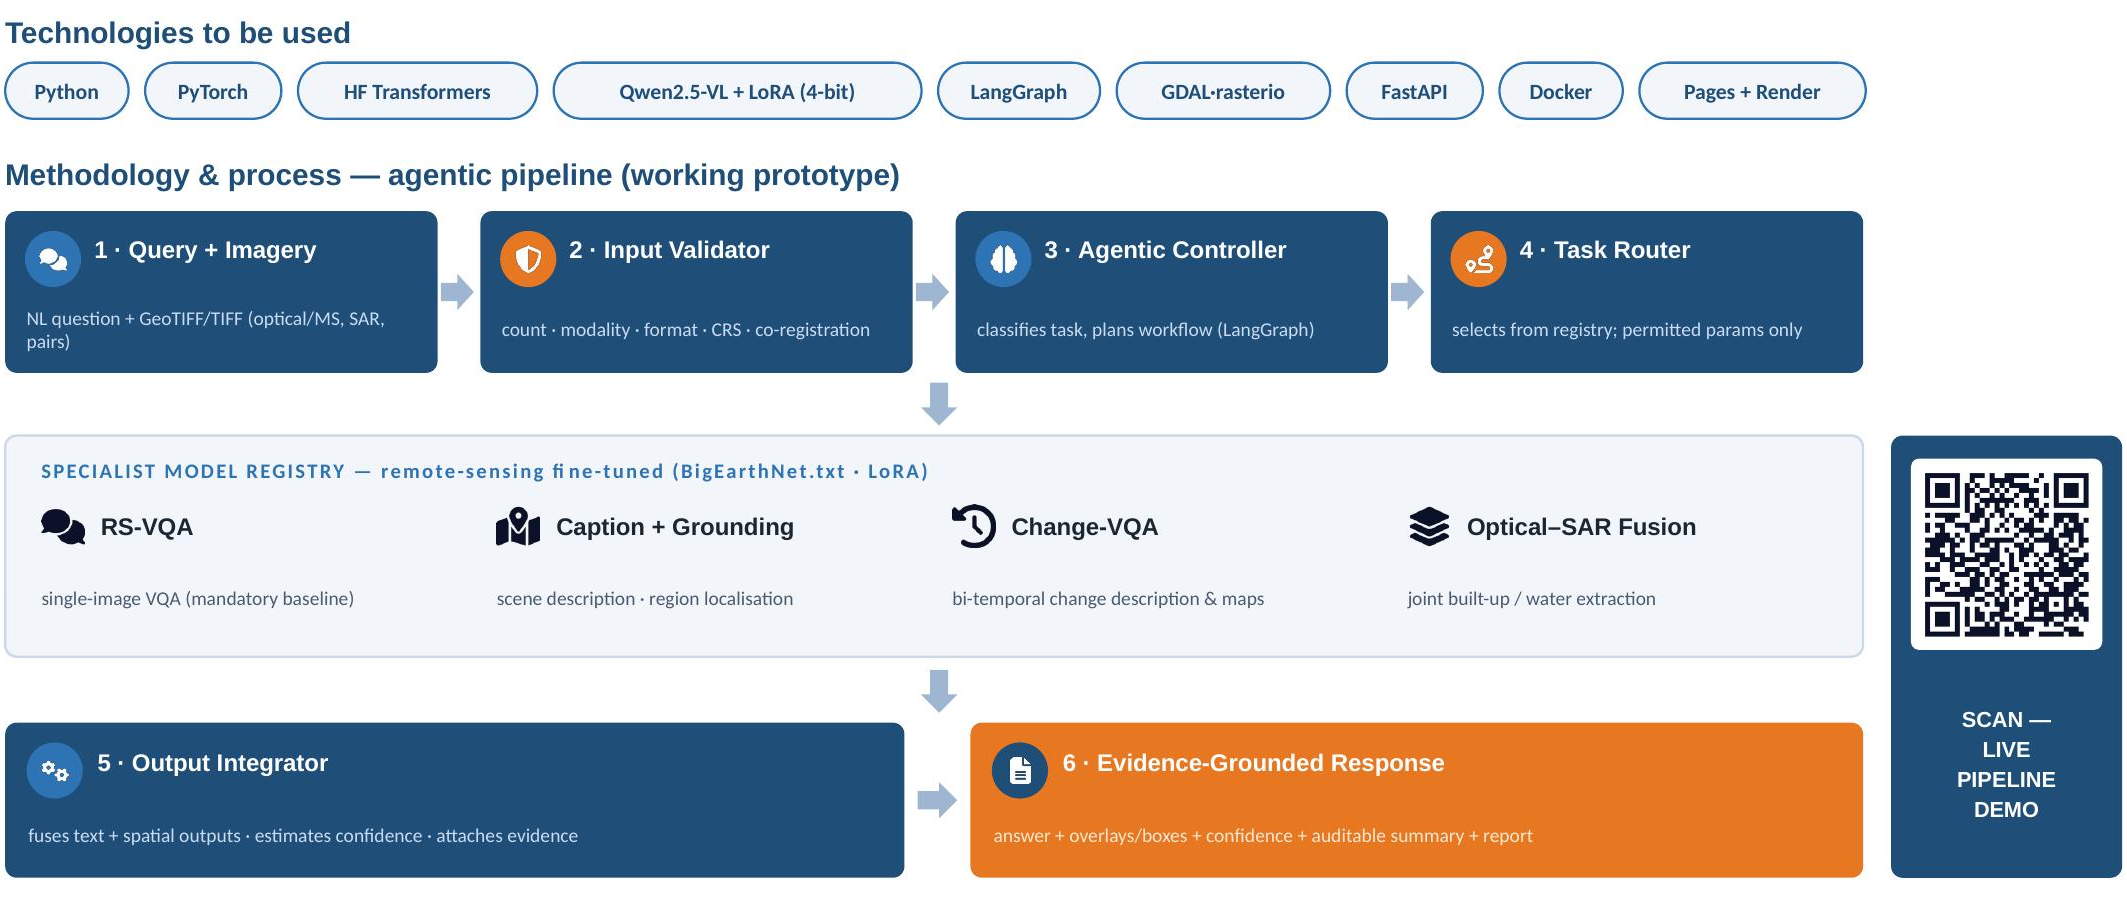 Technologies to be used
Python
PyTorch
HF Transformers
Qwen2.5-VL + LoRA (4-bit)
LangGraph
GDAL·rasterio
FastAPI
Docker
Pages + Render
Methodology & process — agentic pipeline (working prototype)
1 · Query + Imagery
NL question + GeoTIFF/TIFF (optical/MS, SAR,
pairs)
2 · Input Validator
count · modality · format · CRS · co-registration
3 · Agentic Controller
classifies task, plans workflow (LangGraph)
4 · Task Router
selects from registry; permitted params only
SPECIALIST MODEL REGISTRY — remote-sensing fine-tuned (BigEarthNet.txt · LoRA)
RS-VQA
single-image VQA (mandatory baseline)
Caption + Grounding
scene description · region localisation
Change-VQA
bi-temporal change description & maps
Optical–SAR Fusion
joint built-up / water extraction
5 · Output Integrator
fuses text + spatial outputs · estimates confidence · attaches evidence
6 · Evidence-Grounded Response
answer + overlays/boxes + confidence + auditable summary + report
SCAN —
LIVE
PIPELINE
DEMO